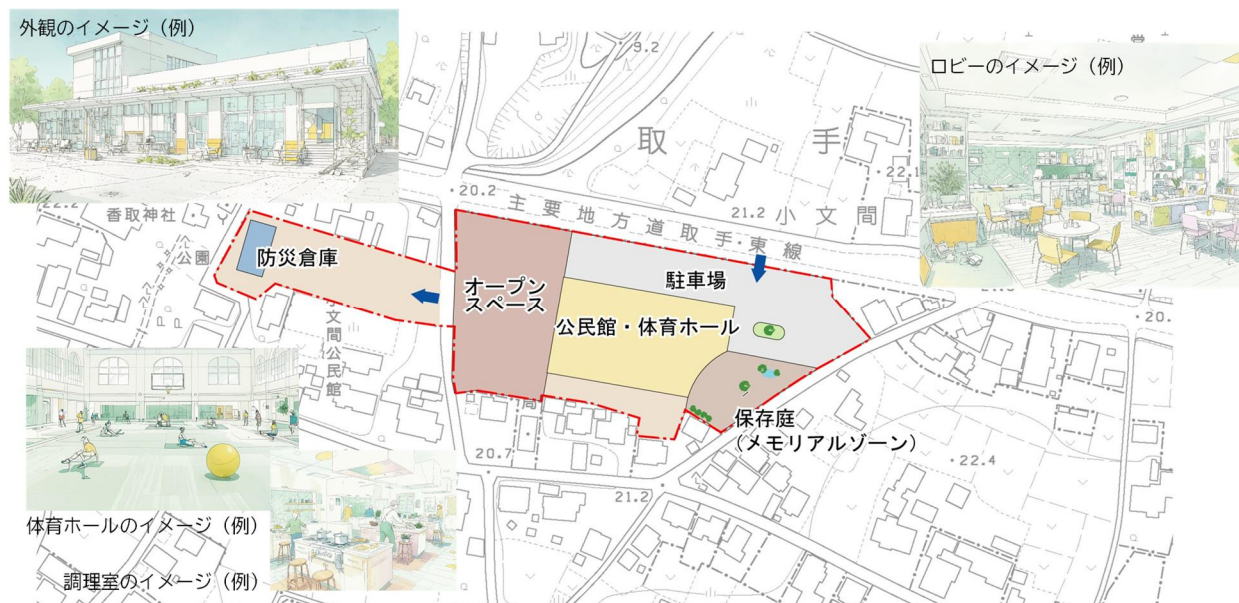 外観のイメージ（例）
ロビーのイメージ（例）
9.2
取手
22.1
20.2
主要地方道取手・東線
21.2
小文間
22.2
香取神社
公園
防災倉庫
オープン
スペース
駐車場
公民館・体育ホール
小文間公民館
保存庭
（メモリアルゾーン）
20.7
21.2
22.4
体育ホールのイメージ（例）
調理室のイメージ（例）